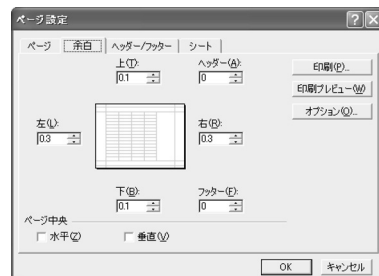 ページ設定
ページ 余白 ヘッダー/フッター シート
上(T): ヘッダー(A): 印刷(P)...
0.1 0 印刷プレビュー(W)
オプション(O)...
左(L): 右(R):
0.3 0.3
下(B): フッター(F):
0.1 0
ページ中央
水平(Z) 垂直(V)
OK キャンセル